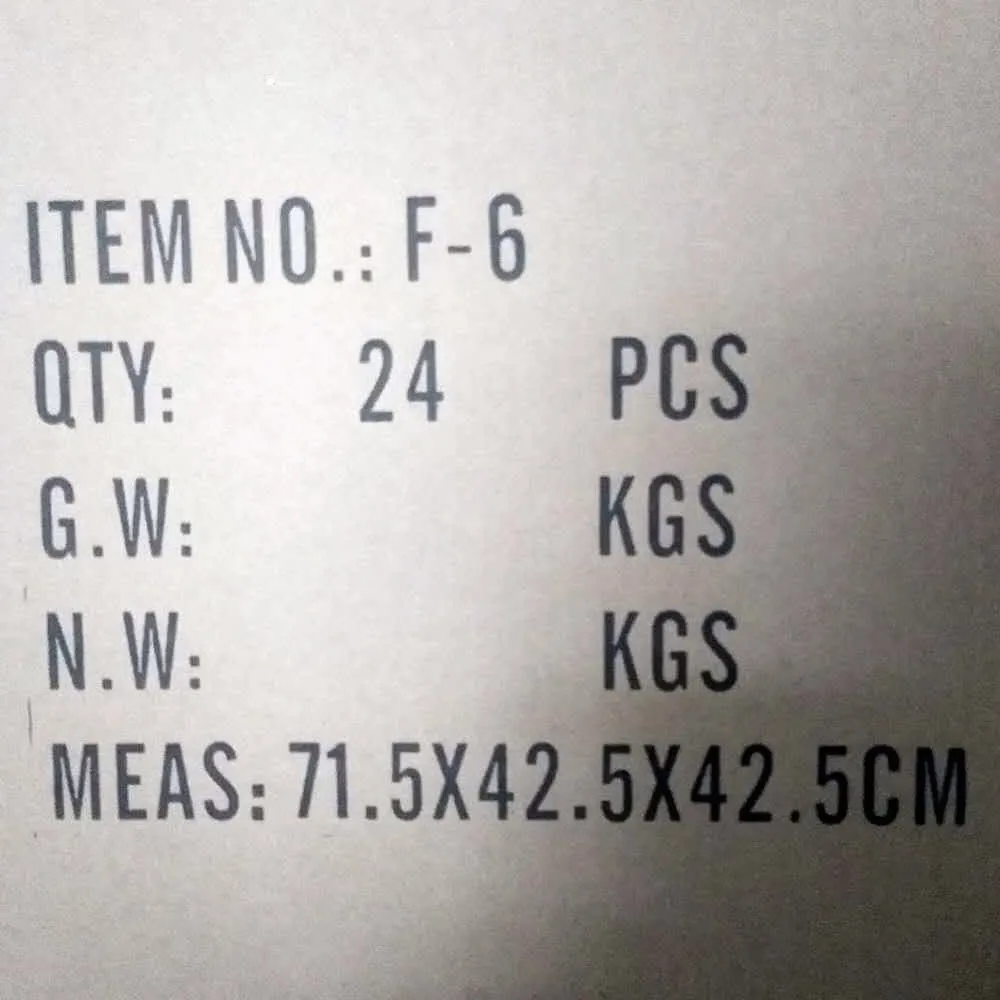 ITEM NO.: F-6
QTY: 24 PCS
G.W: KGS
N.W: KGS
MEAS: 71.5X42.5X42.5CM